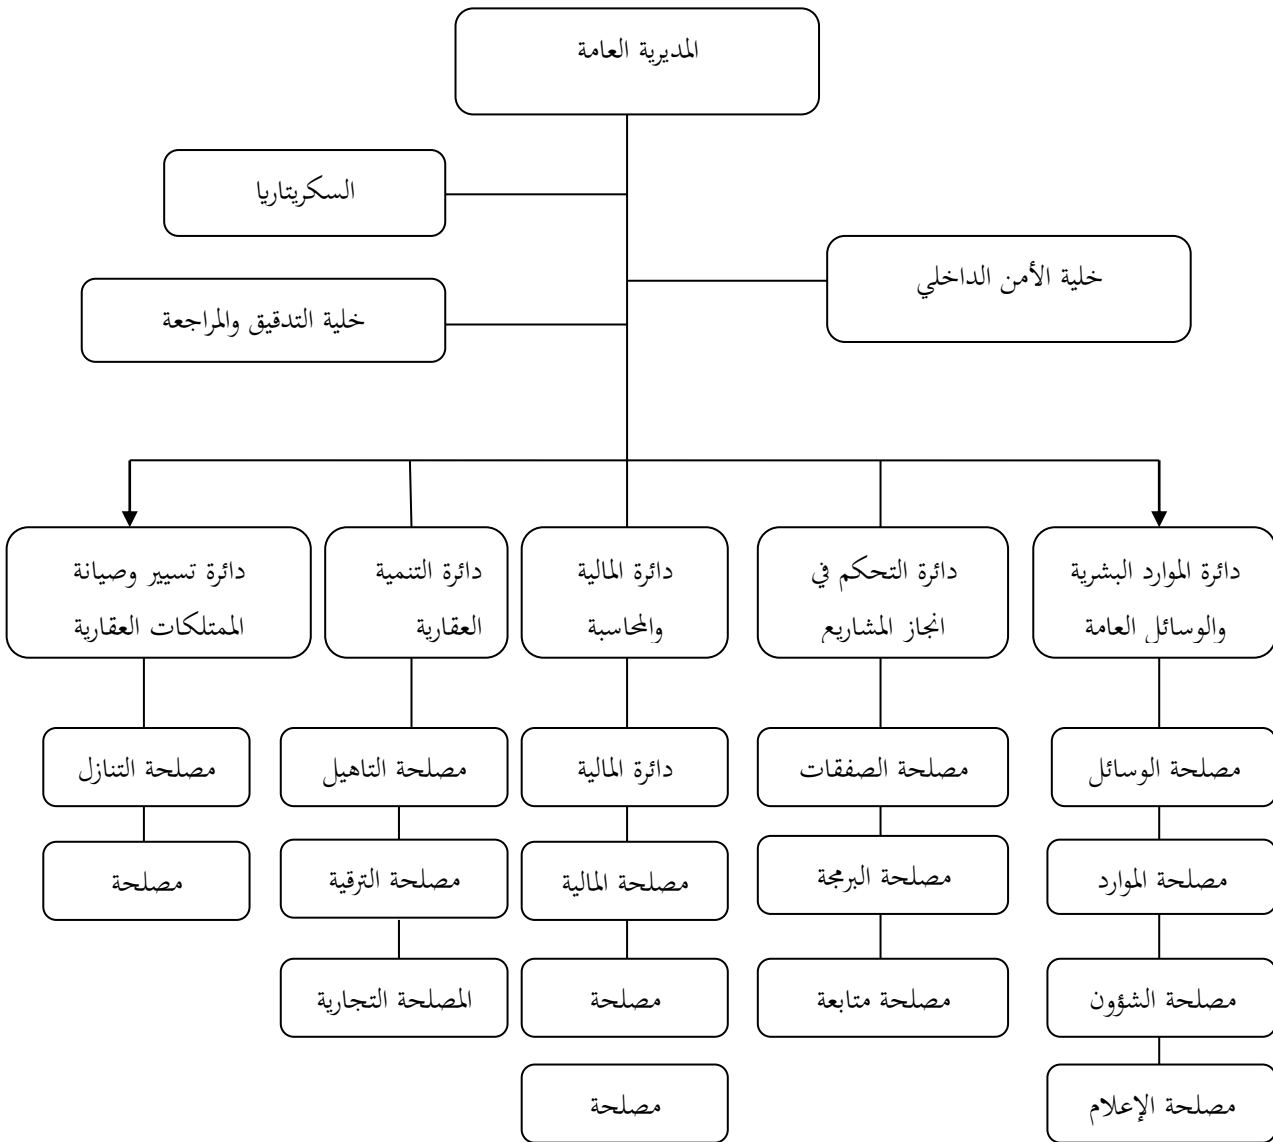 المديرية العامة
السكريتاريا
خلية الأمن الداخلي
خلية التدقيق والمراجعة
دائرة الموارد البشرية
والوسائل العامة
دائرة التحكم في
انجاز المشاريع
دائرة المالية
والمحاسبة
دائرة التنمية
العقارية
دائرة تسيير وصيانة
الممتلكات العقارية
مصلحة الوسائل
مصلحة الصفقات
دائرة المالية
مصلحة التاهيل
مصلحة التنازل
مصلحة الموارد
مصلحة البرمجة
مصلحة المالية
مصلحة الترقية
مصلحة
مصلحة الشؤون
مصلحة متابعة
مصلحة
المصلحة التجارية
مصلحة الإعلام
مصلحة